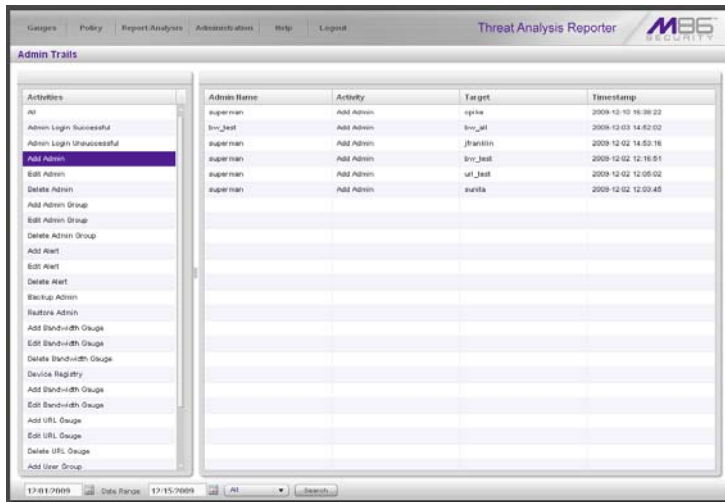 Gauges Policy Report/Analysis Administration Help Logout
Threat Analysis Reporter
M86
SECURITY
Admin Trails
Activities
All
Admin Login Successful
Admin Login Unsuccessful
Add Admin
Edit Admin
Delete Admin
Add Admin Group
Edit Admin Group
Delete Admin Group
Add Alert
Edit Alert
Delete Alert
Backup Admin
Restore Admin
Add Bandwidth Gauge
Edit Bandwidth Gauge
Delete Bandwidth Gauge
Device Registry
Add Bandwidth Gauge
Edit Bandwidth Gauge
Add URL Gauge
Edit URL Gauge
Delete URL Gauge
Add User Group
Admin Name Activity Target Timestamp
superman Add Admin 2009-12-10 16:39:22
bw_test Add Admin bw_all 2009-12-03 14:52:02
superman Add Admin jfranklin 2009-12-02 14:53:16
superman Add Admin bw_test 2009-12-02 12:16:51
superman Add Admin url_test 2009-12-02 12:05:02
superman Add Admin sunita 2009-12-02 12:03:45
12/01/2009 Date Range: 12/15/2009 All Search